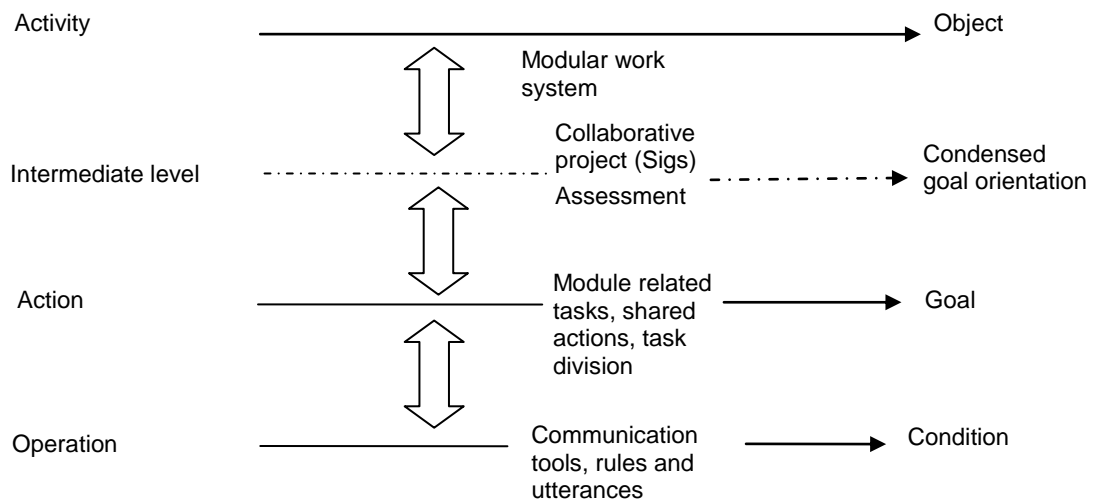 Activity
Object
Modular work
system
Intermediate level
Collaborative
project (Sigs)
Assessment
Condensed
goal orientation
Action
Module related
tasks, shared
actions, task
division
Goal
Operation
Communication
tools, rules and
utterances
Condition